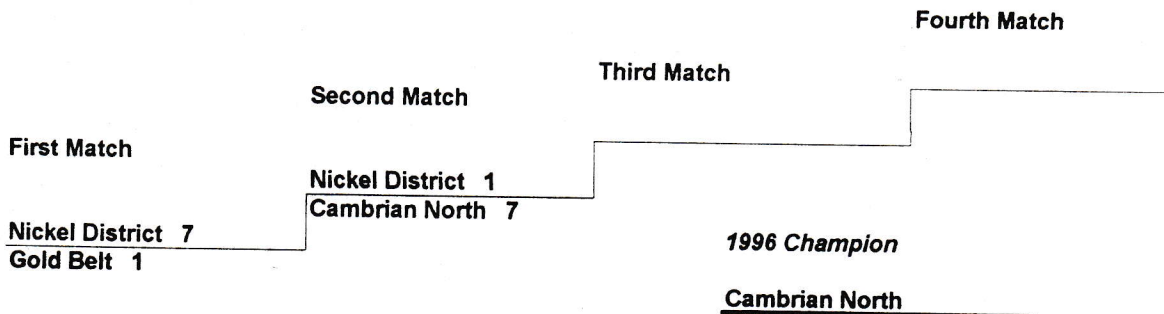 Fourth Match
Third Match
Second Match
First Match
Nickel District 1
Cambrian North 7
Nickel District 7
Gold Belt 1
1996 Champion
Cambrian North